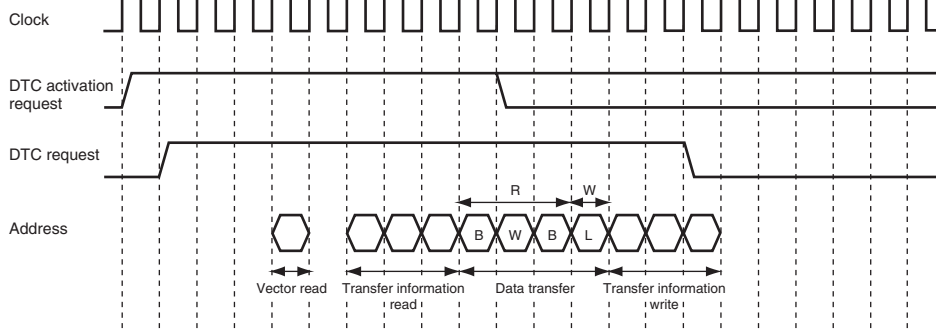 Clock
DTC activation
request
DTC request
R W
Address
B W B L
Vector read Transfer information Data transfer Transfer information
read write